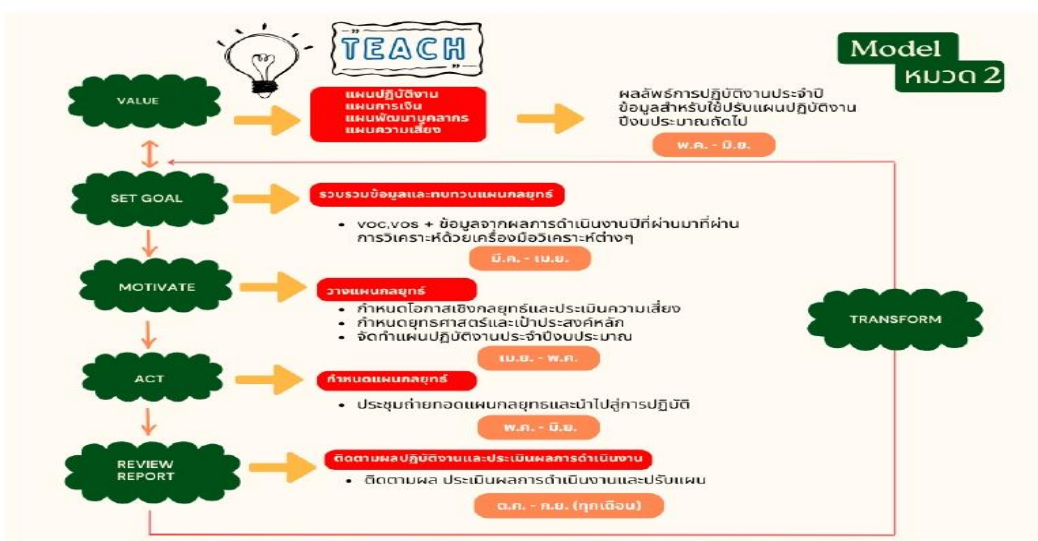 TEACH
Model
หมวด 2
VALUE
แผนปฏิบัติงาน
แผนการเงิน
แผนพัฒนาบุคลากร
แผนความเสี่ยง
ผลลัพธ์การปฏิบัติงานประจำปี
ข้อมูลสำหรับใช้ปรับแผนปฏิบัติงาน
ปีงบประมาณถัดไป
พ.ค. - มิ.ย.
SET GOAL
รวบรวมข้อมูลและทบทวนแผนกลยุทธ์
• voc,vos + ข้อมูลจากผลการดำเนินงานปีที่ผ่านมาที่ผ่าน
การวิเคราะห์ด้วยเครื่องมือวิเคราะห์ต่างๆ
มี.ค. - เม.ย.
MOTIVATE
วางแผนกลยุทธ์
• กำหนดโอกาสเชิงกลยุทธ์และประเมินความเสี่ยง
• กำหนดยุทธศาสตร์และเป้าประสงค์หลัก
• จัดทำแผนปฏิบัติงานประจำปีงบประมาณ
เม.ย. - พ.ค.
TRANSFORM
ACT
กำหนดแผนกลยุทธ์
• ประชุมถ่ายทอดแผนกลยุทธและนำไปสู่การปฏิบัติ
พ.ค. - มิ.ย.
REVIEW
REPORT
ติดตามผลปฏิบัติงานและประเมินผลการดำเนินงาน
• ติดตามผล ประเมินผลการดำเนินงานและปรับแผน
ต.ค. - ก.ย. (ทุกเดือน)